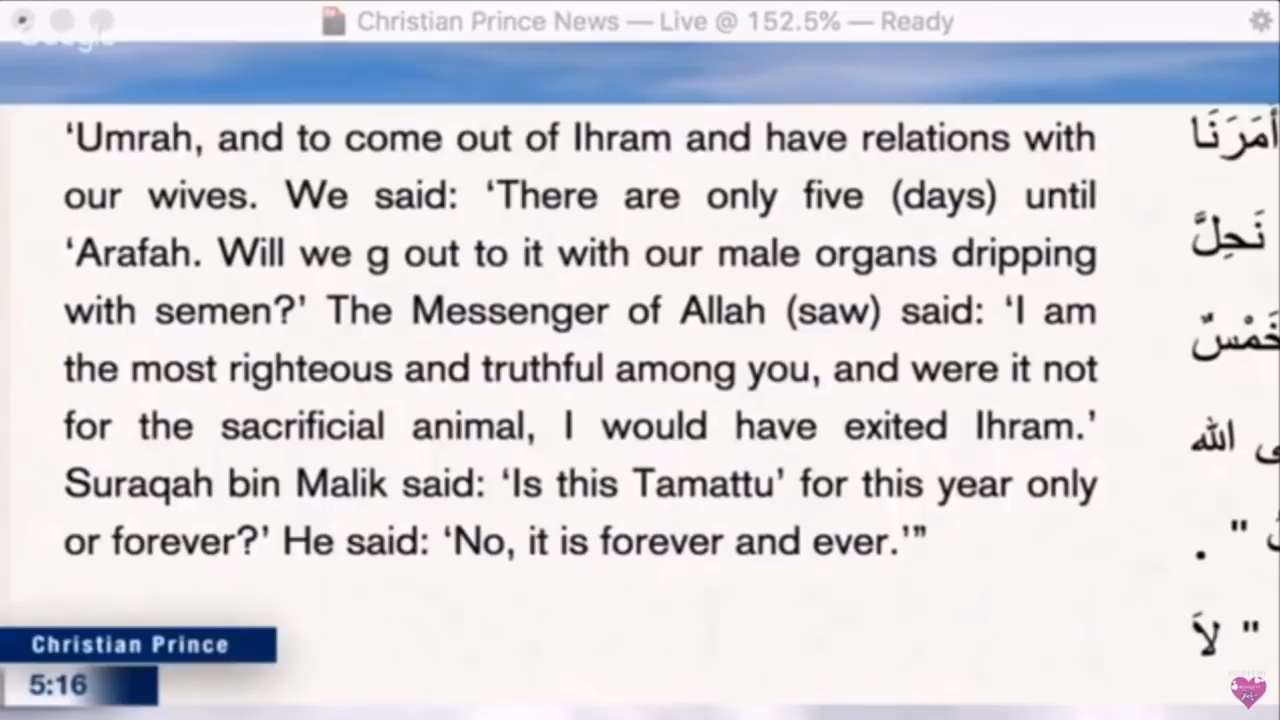 Christian Prince News — Live @ 152.5% — Ready
Google
‘Umrah, and to come out of Ihram and have relations with
our wives. We said: ‘There are only five (days) until
‘Arafah. Will we g out to it with our male organs dripping
with semen?’ The Messenger of Allah (saw) said: ‘I am
the most righteous and truthful among you, and were it not
for the sacrificial animal, I would have exited Ihram.’
Suraqah bin Malik said: ‘Is this Tamattu’ for this year only
or forever?’ He said: ‘No, it is forever and ever.’”
أَمَرَنَا
نَحِلَّ
خَمْسٌ
الله
" .
" لاَ
Christian Prince
5:16